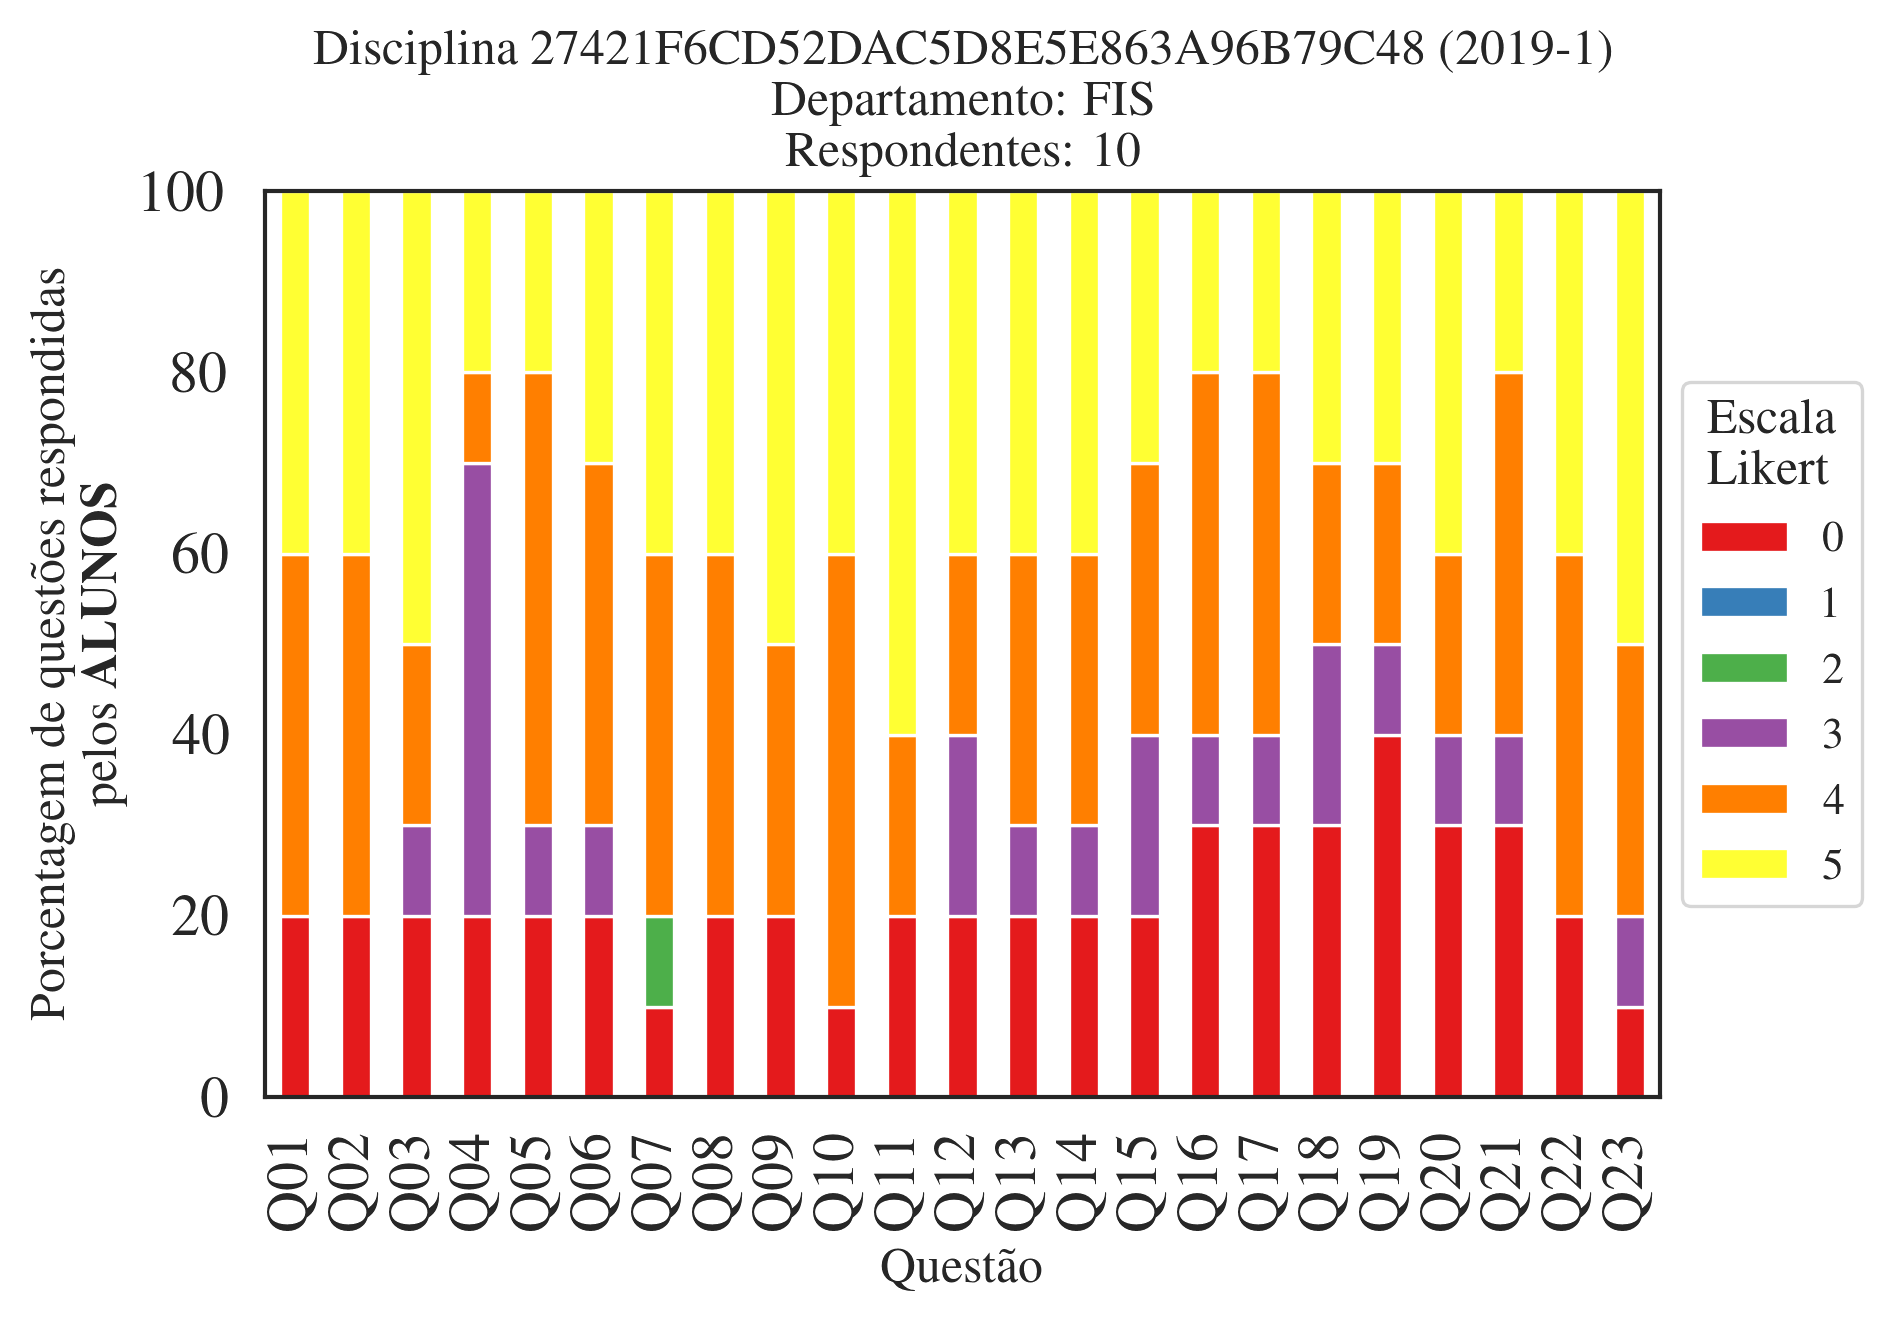 Disciplina 27421F6CD52DAC5D8E5E863A96B79C48 (2019-1)
Departamento: FIS
Respondentes: 10
Porcentagem de questões respondidas
pelos ALUNOS
100
80
60
40
20
0
Q01
Q02
Q03
Q04
Q05
Q06
Q07
Q08
Q09
Q10
Q11
Q12
Q13
Q14
Q15
Q16
Q17
Q18
Q19
Q20
Q21
Q22
Q23
Questão
Escala
Likert
0
1
2
3
4
5